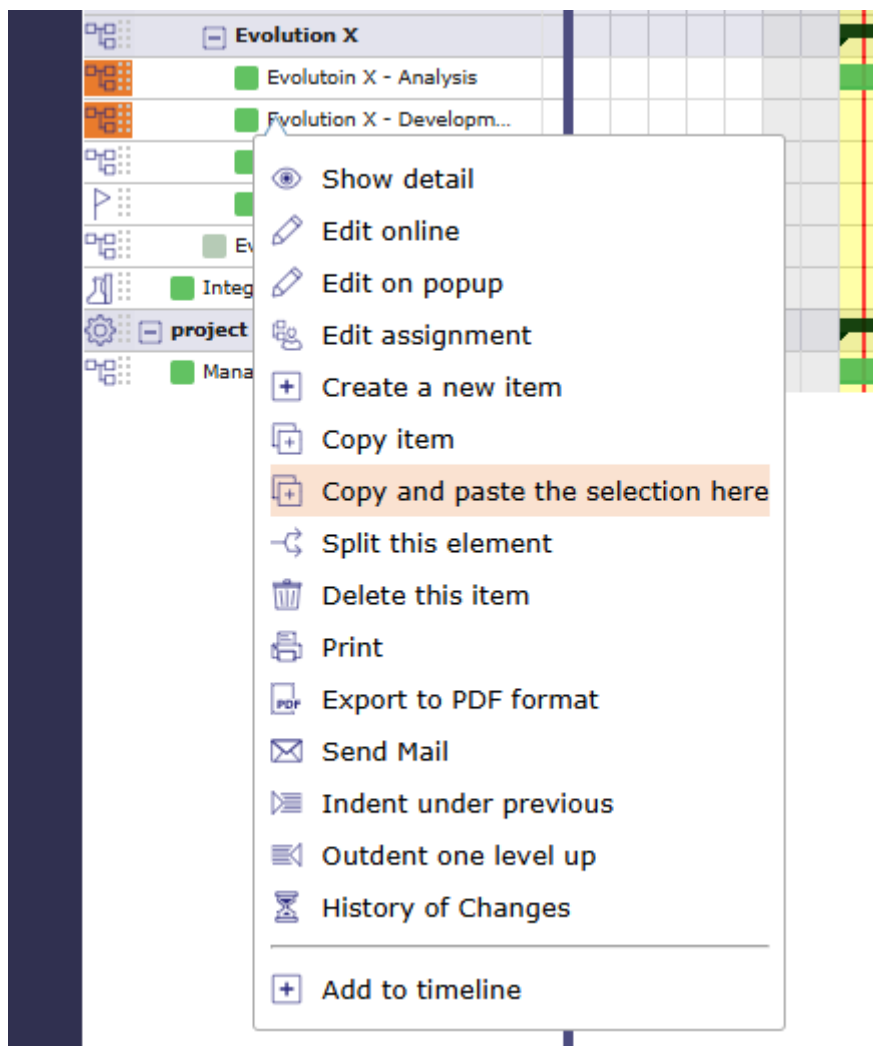 Evolution X
Evolutoin X - Analysis
Evolution X - Developm...
Ev
Integ
project
Mana
Show detail
Edit online
Edit on popup
Edit assignment
Create a new item
Copy item
Copy and paste the selection here
Split this element
Delete this item
Print
PDF Export to PDF format
Send Mail
Indent under previous
Outdent one level up
History of Changes
Add to timeline